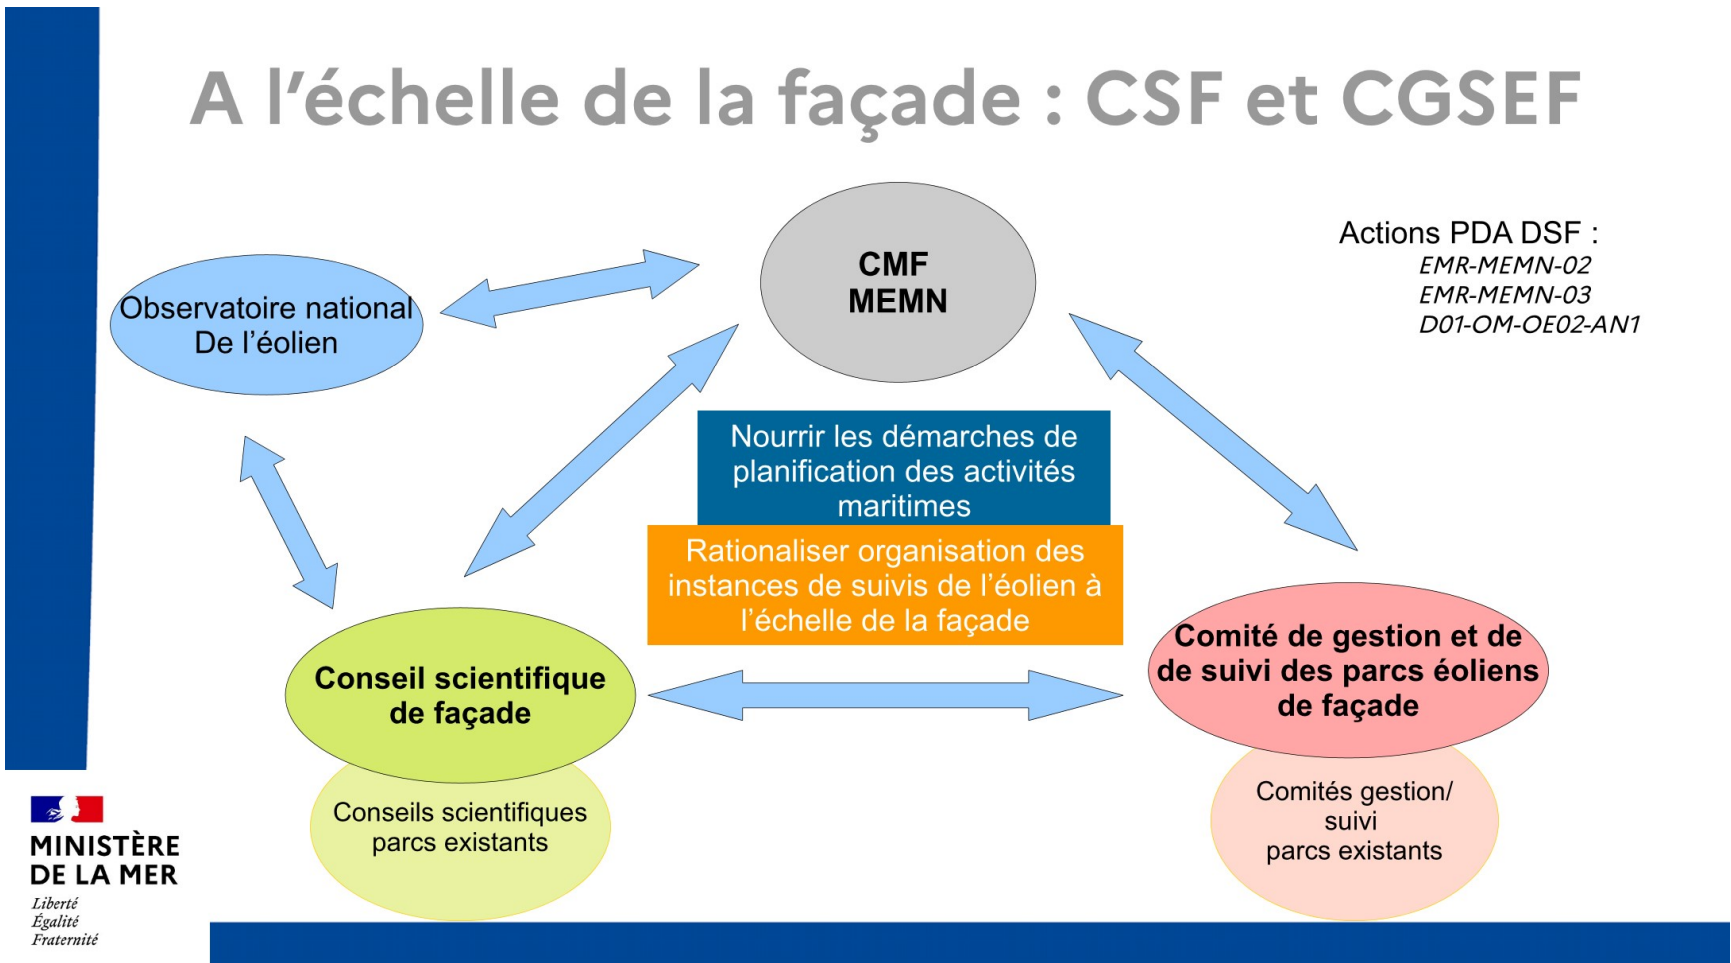 A l’échelle de la façade : CSF et CGSEF
CMF
MEMN
Actions PDA DSF :
EMR-MEMN-02
EMR-MEMN-03
D01-OM-OE02-AN1
Observatoire national
De l’éolien
Nourrir les démarches de
planification des activités
maritimes
Rationaliser organisation des
instances de suivis de l’éolien à
l’échelle de la façade
Conseil scientifique
de façade
Comité de gestion et de
de suivi des parcs éoliens
de façade
Conseils scientifiques
parcs existants
Comités gestion/
suivi
parcs existants
MINISTÈRE
DE LA MER
Liberté
Égalité
Fraternité